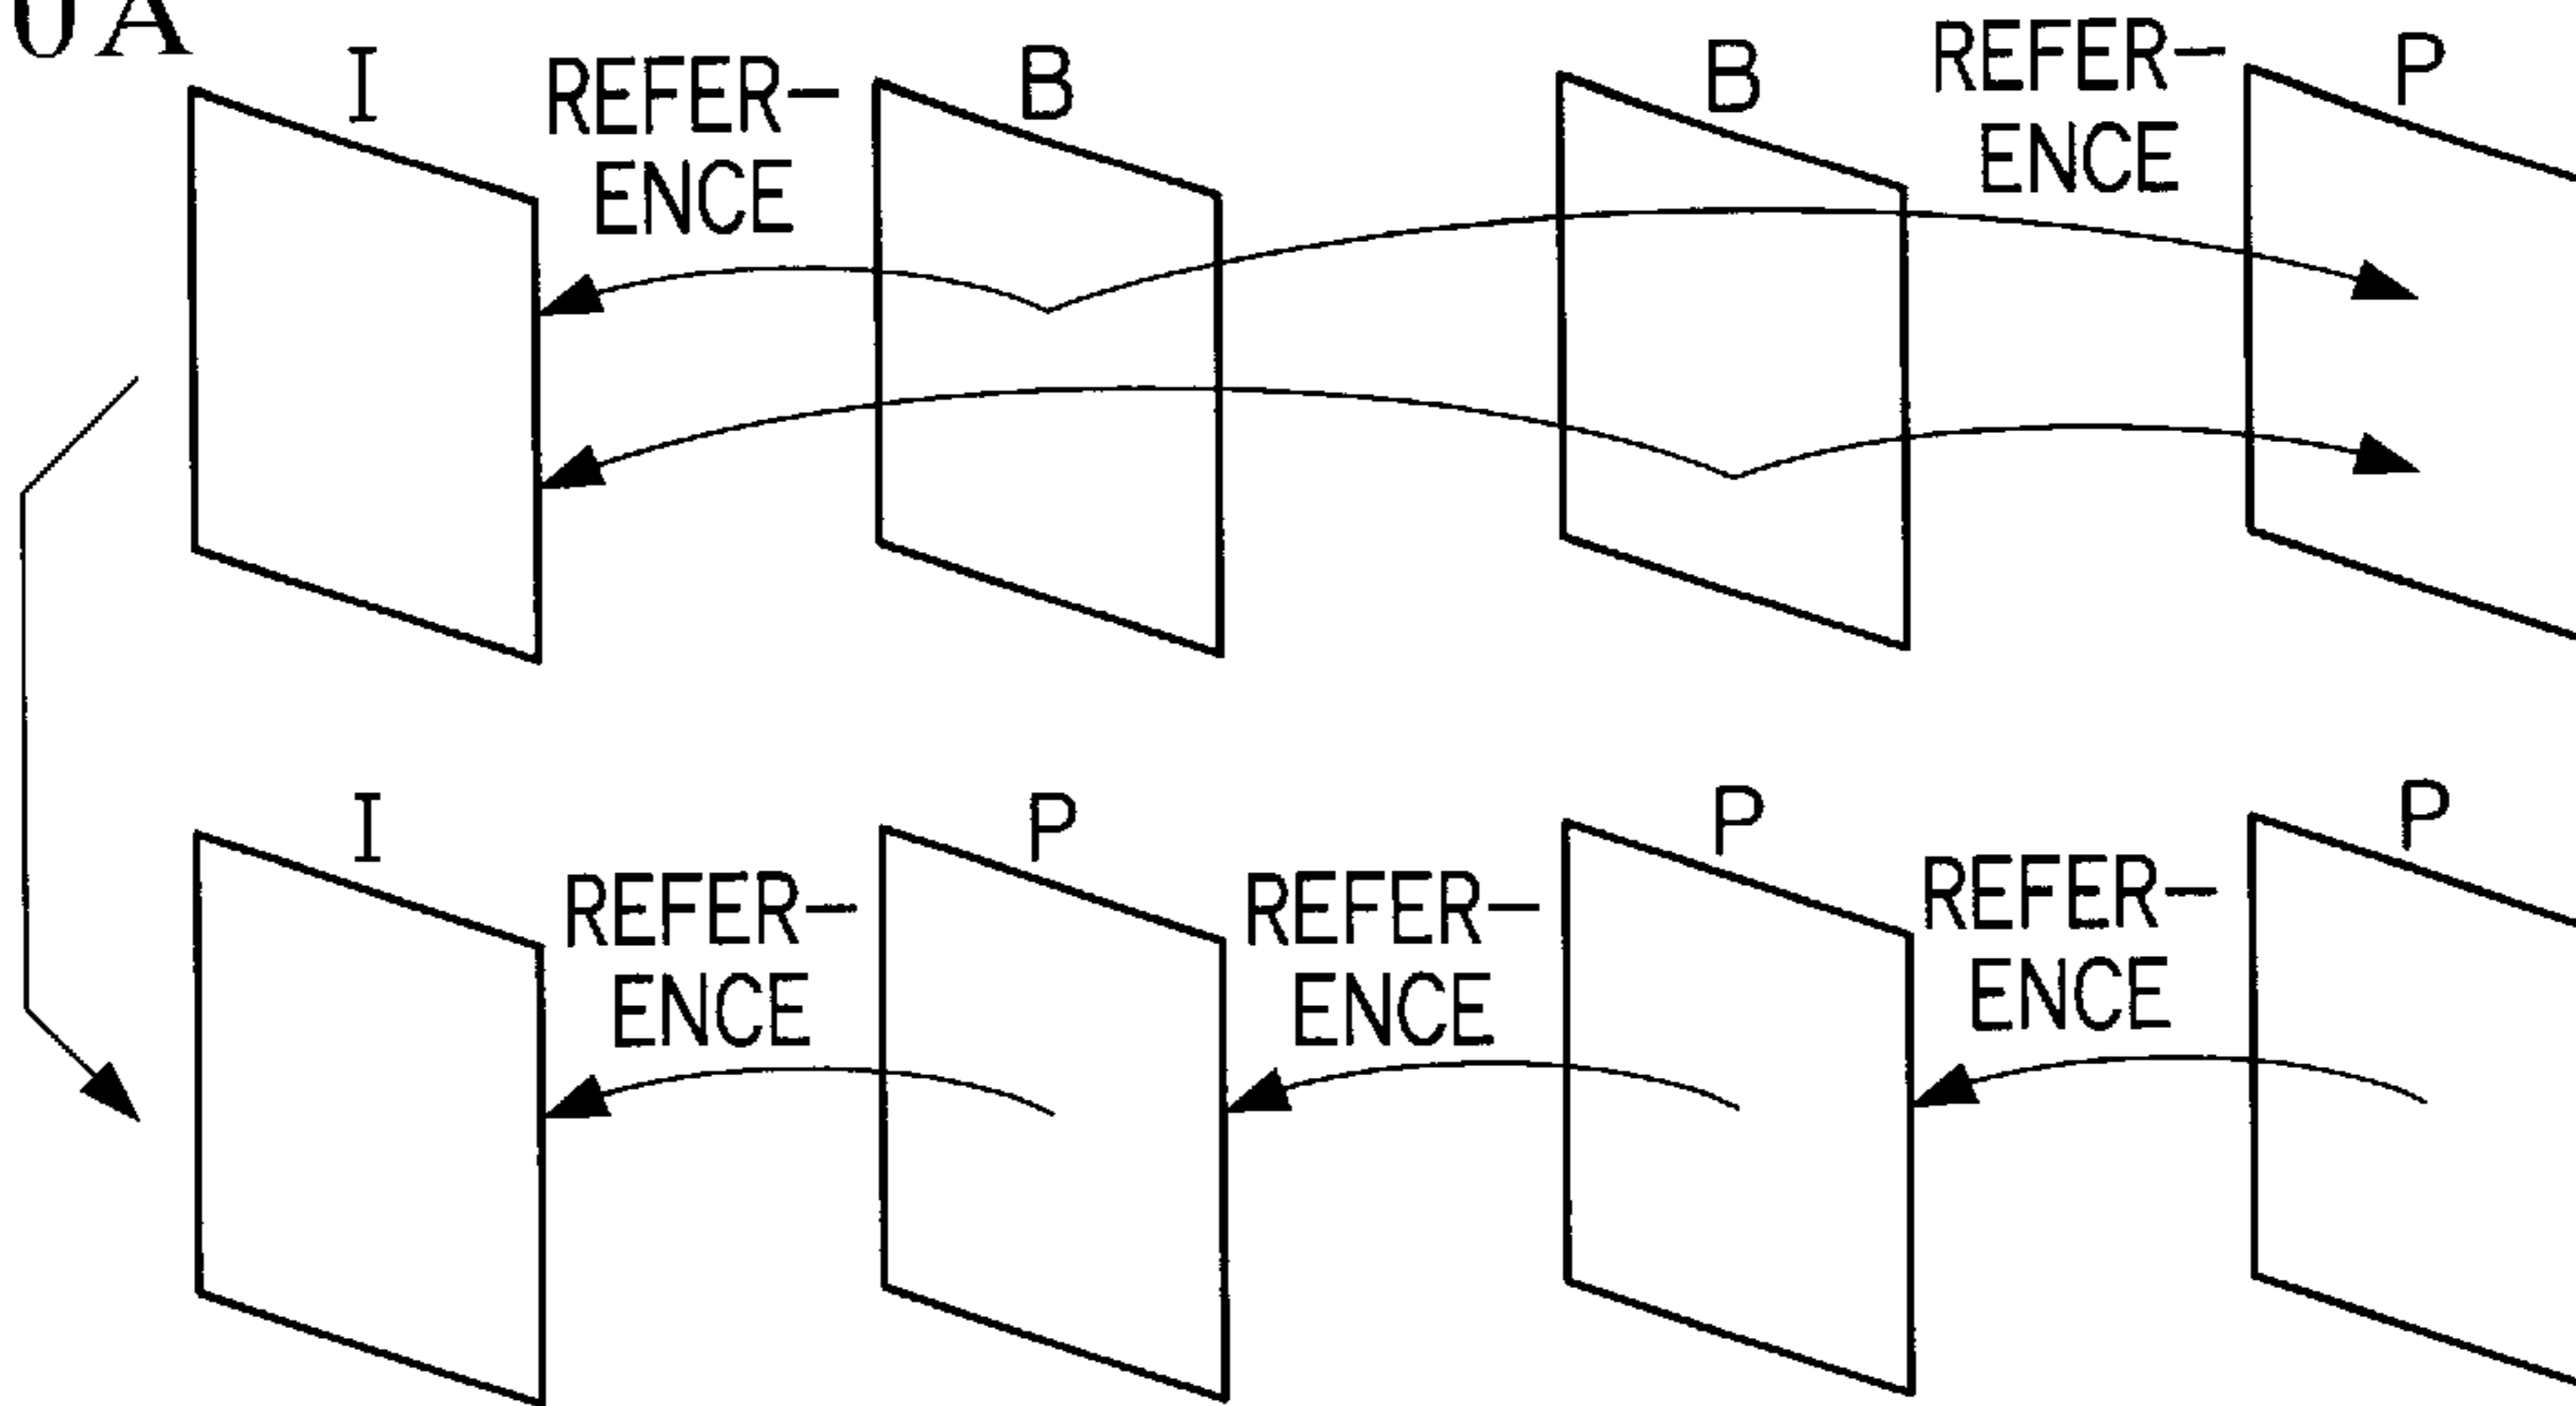 0A
I REFER- B B REFER- P
ENCE ENCE
I P P P
REFER- REFER- REFER-
ENCE ENCE ENCE